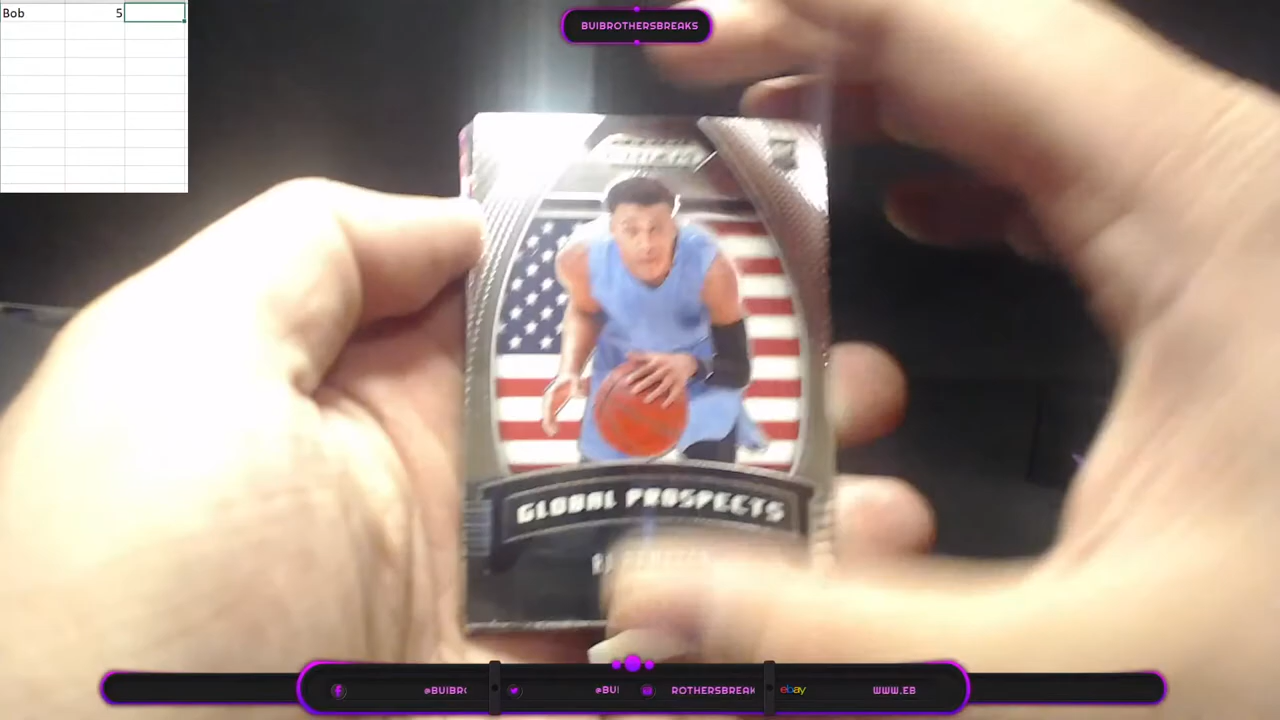 Bob 5
BUIBROTHERSBREAKS
GLOBAL PROSPECTS
@BUIBR
@BUI
ROTHERSBREAK
ebay
WWW.EB